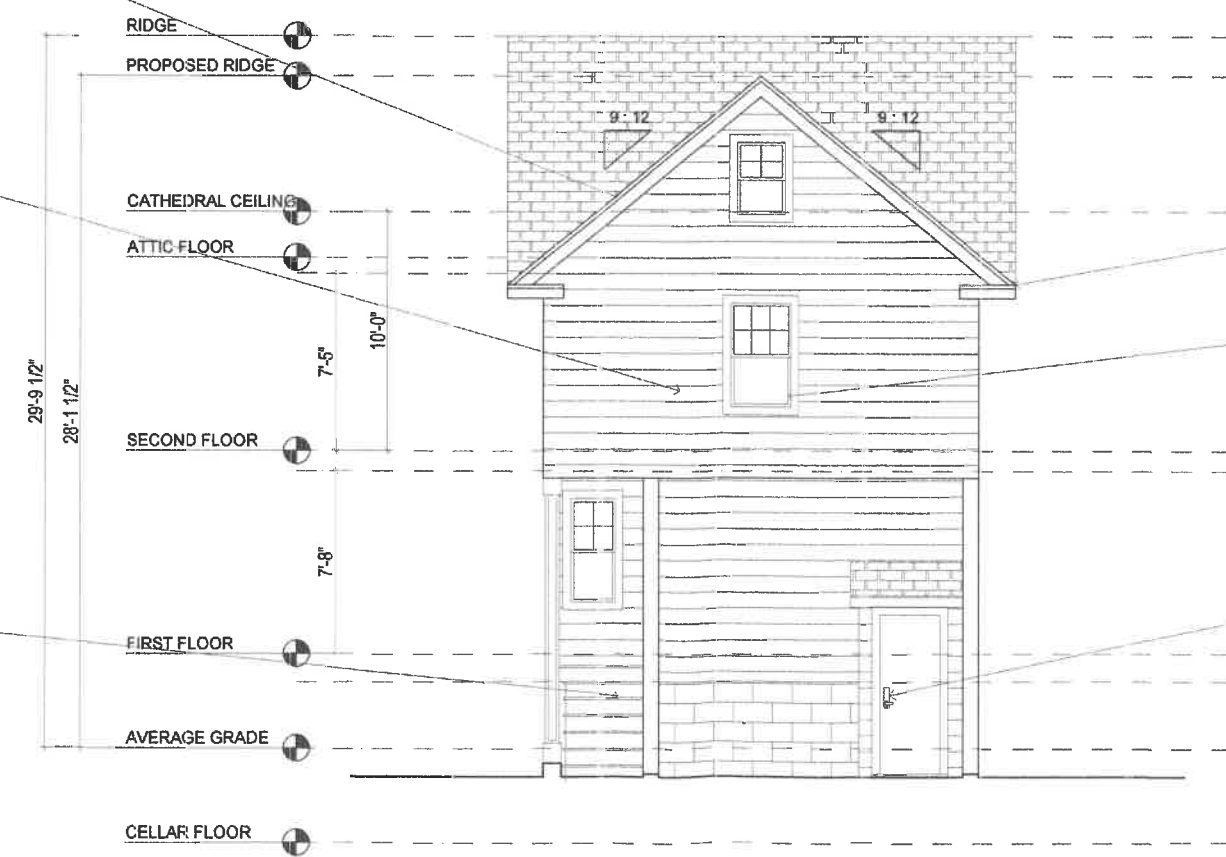 RIDGE
PROPOSED RIDGE
9 : 12
9 : 12
CATHEDRAL CEILING
ATTIC FLOOR
29'-9 1/2"
28'-1 1/2"
7'-5"
10'-0"
SECOND FLOOR
7'-8"
FIRST FLOOR
AVERAGE GRADE
CELLAR FLOOR